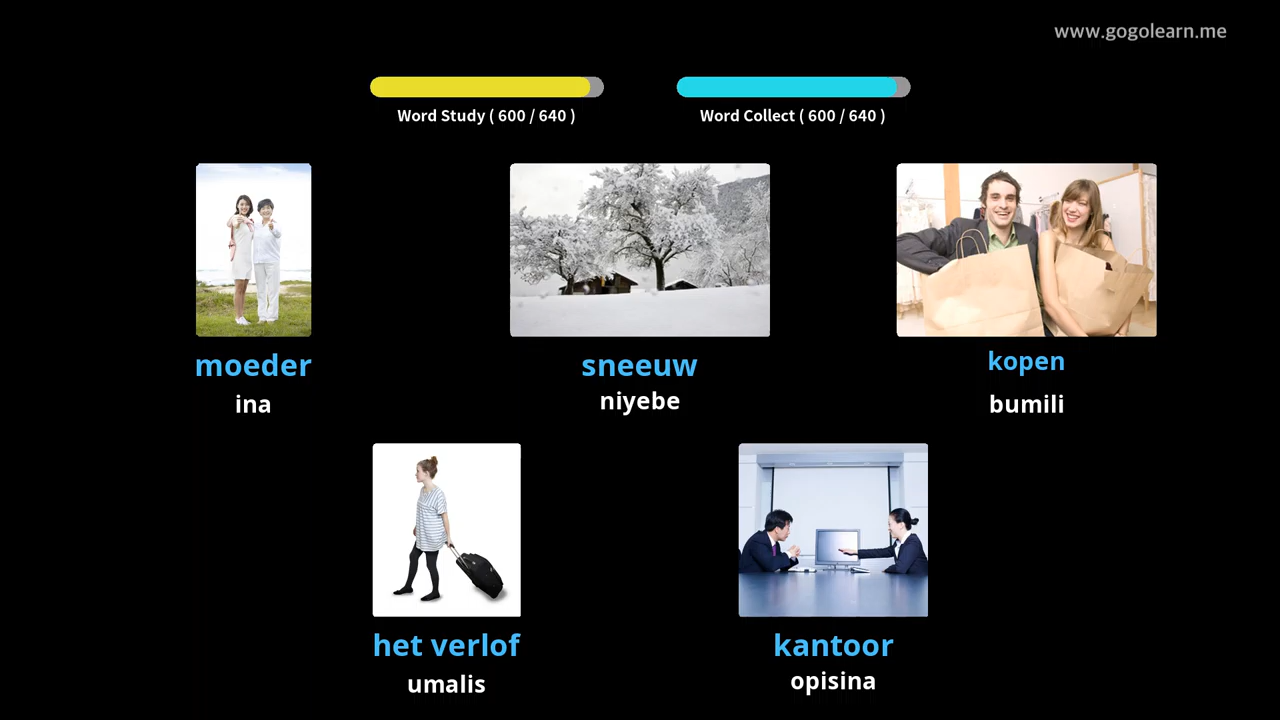 www.gogolearn.me
Word Study ( 600 / 640 )
Word Collect ( 600 / 640 )
moeder
ina
sneeuw
niyebe
kopen
bumili
het verlof
umalis
kantoor
opisina